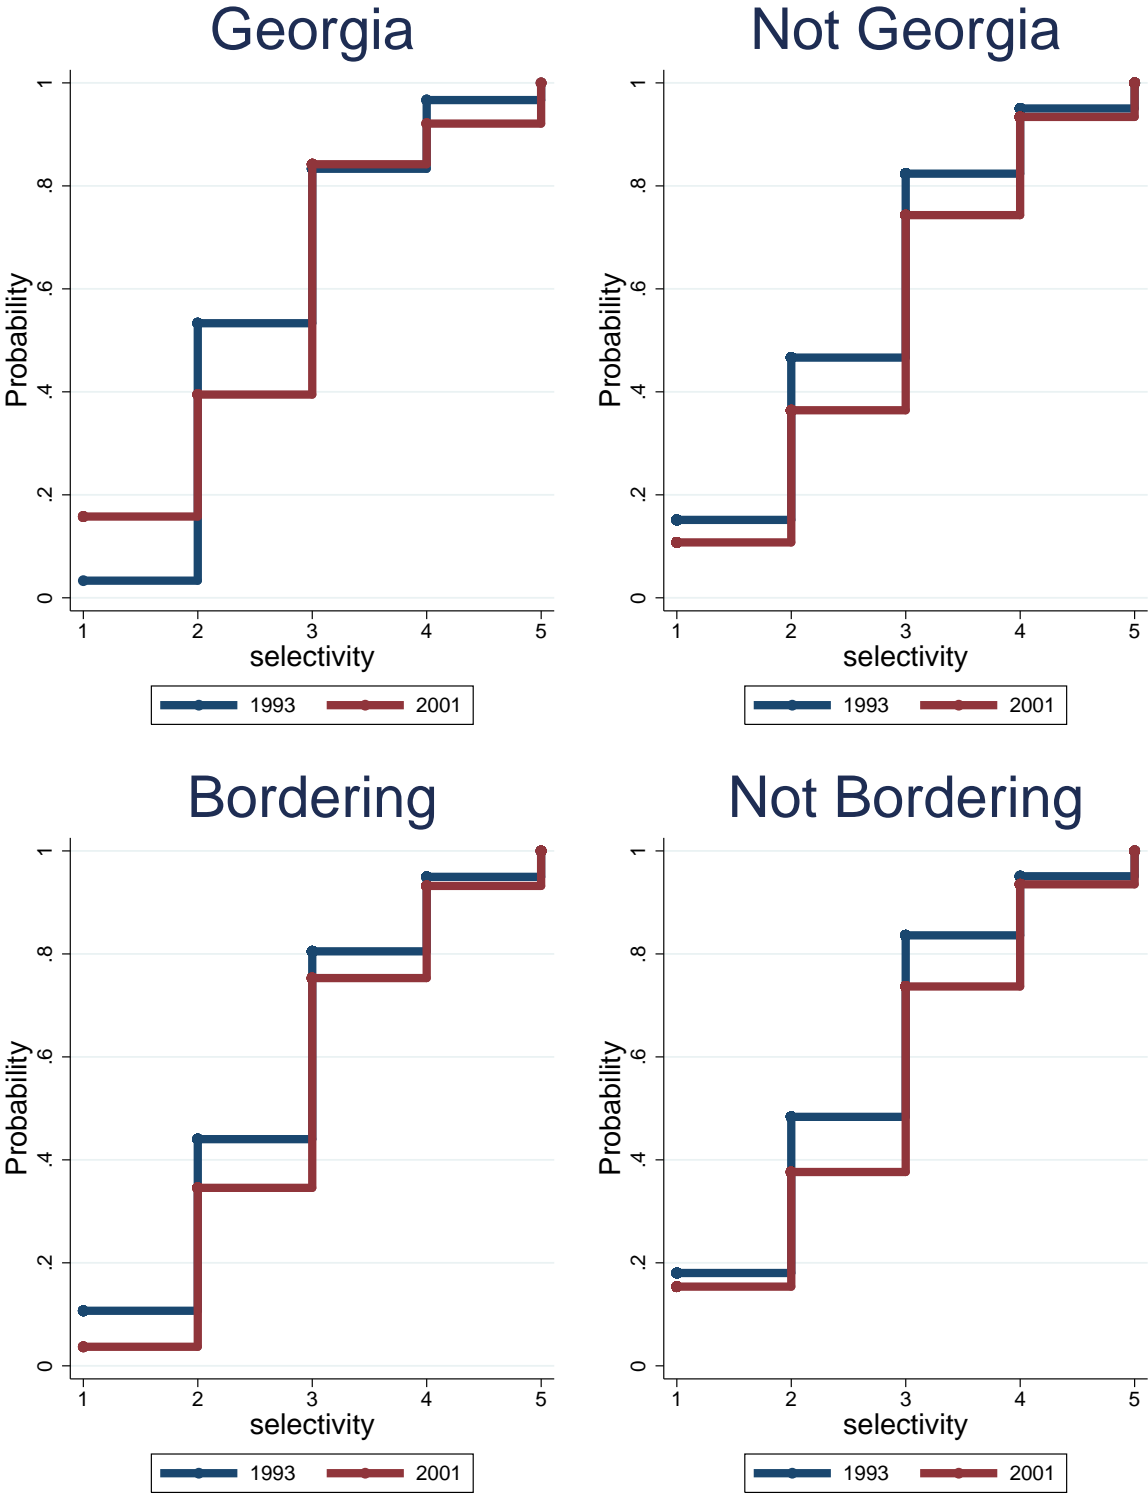 Georgia
Not Georgia
Probability
0 .2 .4 .6 .8 1
1 2 3 4 5
selectivity
1993 2001
Probability
0 .2 .4 .6 .8 1
1 2 3 4 5
selectivity
1993 2001
Bordering
Not Bordering
Probability
0 .2 .4 .6 .8 1
1 2 3 4 5
selectivity
1993 2001
Probability
0 .2 .4 .6 .8 1
1 2 3 4 5
selectivity
1993 2001